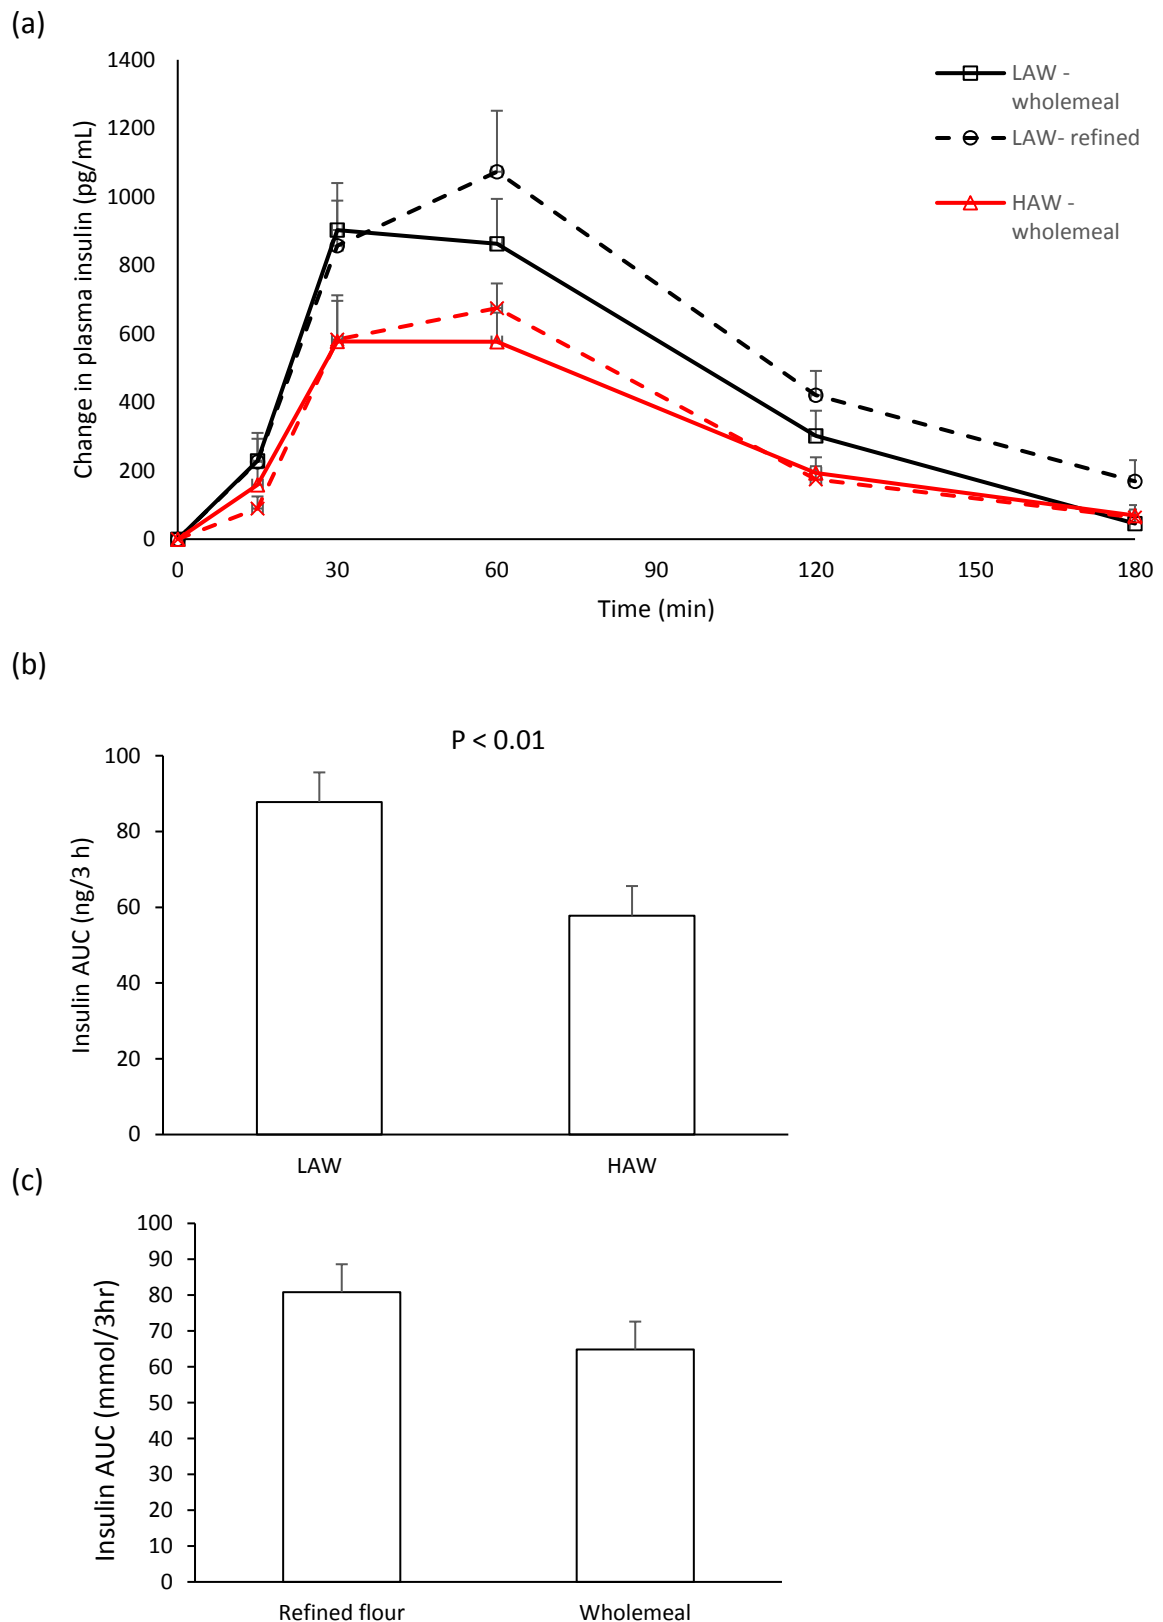 (a)
1400
1200
1000
800
600
400
200
0
Change in plasma insulin (pg/mL)
LAW -
wholemeal
LAW- refined
HAW -
wholemeal
0 30 60 90 120 150 180
Time (min)
(b)
P < 0.01
100
80
60
40
20
0
Insulin AUC (ng/3 h)
LAW HAW
(c)
100
90
80
70
60
50
40
30
20
10
0
Insulin AUC (mmol/3hr)
Refined flour Wholemeal